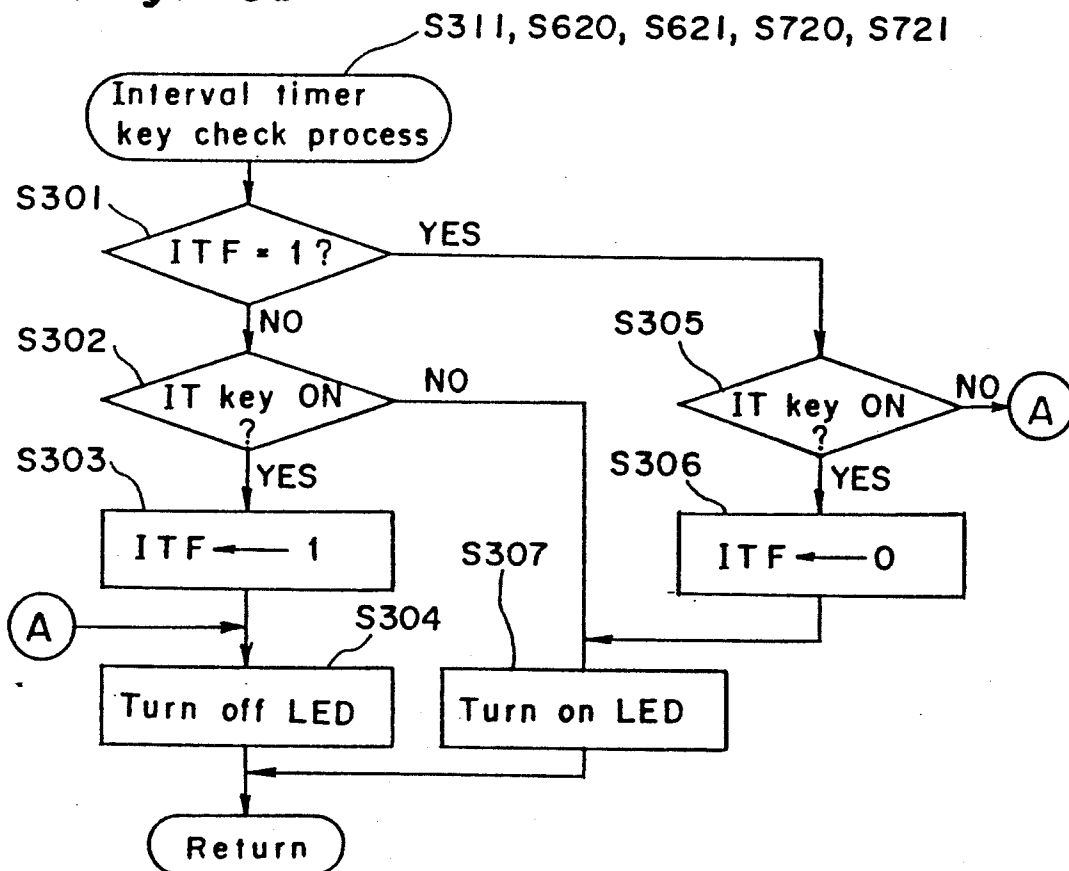 S311, S620, S621, S720, S721
Interval timer
key check process
S301
ITF = 1 ?
YES
NO
S302
IT key ON
?
NO
YES
S305
IT key ON
?
NO
A
YES
S303
ITF ← 1
S306
ITF ← 0
A
S304
Turn off LED
S307
Turn on LED
Return